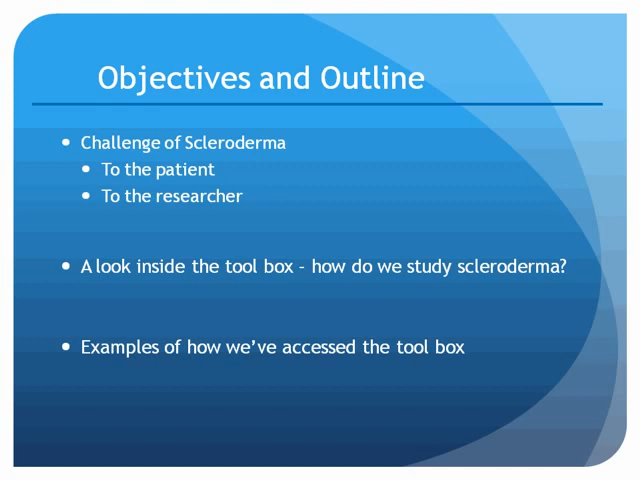 Objectives and Outline
• Challenge of Scleroderma
• To the patient
• To the researcher
• A look inside the tool box – how do we study scleroderma?
• Examples of how we’ve accessed the tool box